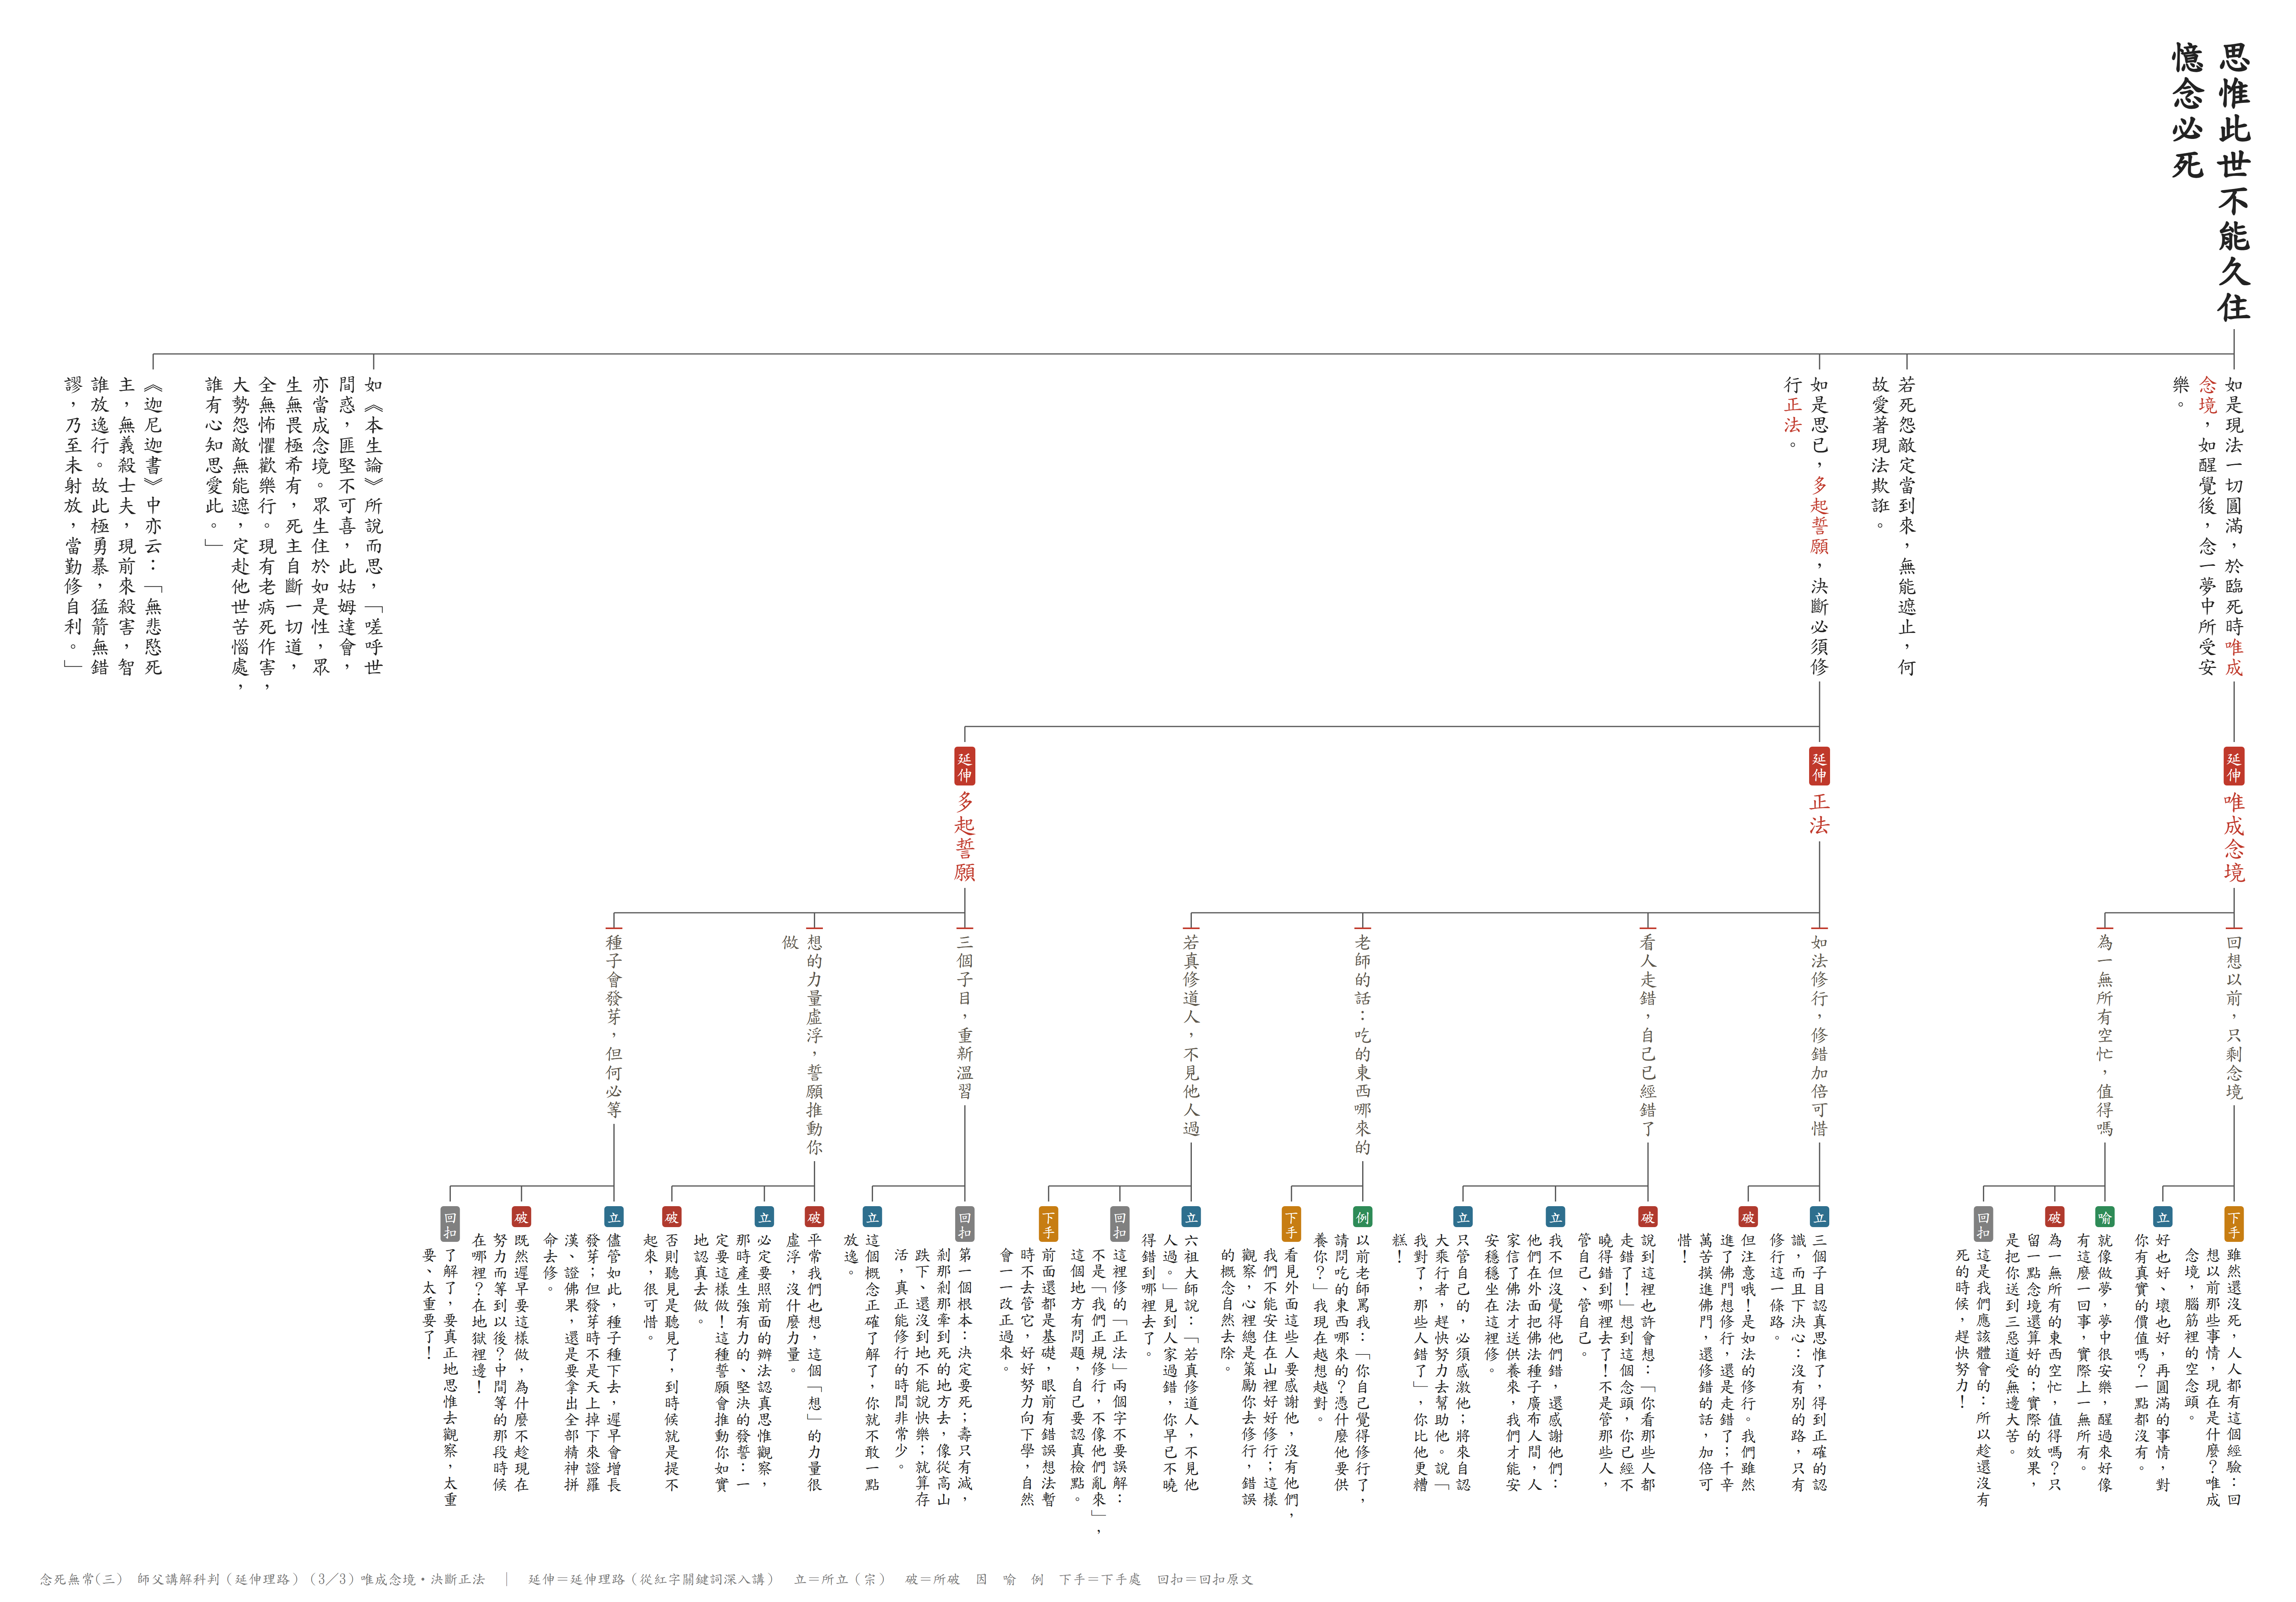 思惟此世不能久住
憶念必死
如是現法一切圓滿，於臨死時唯成
念境，如醒覺後，念一夢中所受安
樂。
若死怨敵定當到來，無能遮止，何
故愛著現法欺誑。
如是思已，多起誓願，決斷必須修
行正法。
如《本生論》所說而思，「嗟呼世
間惑，匪堅不可喜，此姑姆達會，
亦當成念境。眾生住於如是性，眾
生無畏極希有，死主自斷一切道，
全無怖懼歡樂行。現有老病死作害，
大勢怨敵無能遮，定赴他世苦惱處，
誰有心知思愛此。」
《迦尼迦書》中亦云：「無悲愍死
主，無義殺士夫，現前來殺害，智
誰放逸行。故此極勇暴，猛箭無錯
謬，乃至未射放，當勤修自利。」
延伸
唯成念境
延伸
正法
延伸
多起誓願
回想以前，只剩念境
為一無所有空忙，值得嗎
如法修行，修錯加倍可惜
看人走錯，自己已經錯了
老師的話：吃的東西哪來的
若真修道人，不見他人過
三個子目，重新溫習
想的力量虛浮，誓願推動你
做
種子會發芽，但何必等
下手
雖然還沒死，人人都有這個經驗：回
想以前那些事情，現在是什麼？唯成
念境，腦筋裡的空念頭。
立
好也好、壞也好，再圓滿的事情，對
你有真實的價值嗎？一點都沒有。
喻
就像做夢，夢中很安樂，醒過來好像
有這麼一回事，實際上一無所有。
破
為一無所有的東西空忙，值得嗎？只
留一點念境還算好的；實際的效果，
是把你送到三惡道受無邊大苦。
回扣
這是我們應該體會的：所以趁還沒有
死的時候，趕快努力！
立
三個子目認真思惟了，得到正確的認
識，而且下決心：沒有別的路，只有
修行這一條路。
破
但注意哦！是如法的修行。我們雖然
進了佛門想修行，還是走錯了；千辛
萬苦摸進佛門，還修錯的話，加倍可
惜！
破
說到這裡也許會想：「你看那些人都
走錯了！」想到這個念頭，你已經不
曉得錯到哪裡去了！不是管那些人，
管自己、管自己。
立
我不但沒覺得他們錯，還感謝他們：
他們在外面把佛法種子廣布人間，人
家信了佛法才送供養來，我們才能安
安穩穩坐在這裡修。
立
只管自己的，必須感激他；將來自認
大乘行者，趕快努力去幫助他。說「
我對了，那些人錯了」，你比他更糟
糕！
例
以前老師罵我：「你自己覺得修行了，
請問吃的東西哪來的？憑什麼他要供
養你？」我現在越想越對。
下手
看見外面這些人要感謝他，沒有他們，
我們不能安住在山裡好好修行；這樣
觀察，心裡總是策勵你去修行，錯誤
的概念自然去除。
立
六祖大師說：「若真修道人，不見他
人過。」見到人家過錯，你早已不曉
得錯到哪裡去了。
回扣
這裡修的「正法」兩個字不要誤解：
不是「我們正規修行，不像他們亂來」，
這個地方有問題，自己要認真檢點。
下手
前面還都是基礎，眼前有錯誤想法暫
時不去管它，好好努力向下學，自然
會一一改正過來。
回扣
第一個根本：決定要死；壽只有減，
剎那剎那牽到死的地方去，像從高山
跌下、還沒到地不能說快樂；就算存
活，真正能修行的時間非常少。
立
這個概念正確了解了，你就不敢一點
放逸。
破
平常我們也想，這個「想」的力量很
虛浮，沒什麼力量。
立
必定要照前面的辦法認真思惟觀察，
那時產生強有力的、堅決的發誓：一
定要這樣做！這種誓願會推動你如實
地認真去做。
破
否則聽見是聽見了，到時候就是提不
起來，很可惜。
立
儘管如此，種子種下去，遲早會增長
發芽；但發芽時不是天上掉下來證羅
漢、證佛果，還是要拿出全部精神拼
命去修。
破
既然遲早要這樣做，為什麼不趁現在
努力而等到以後？中間等的那段時候
在哪裡？在地獄裡邊！
回扣
了解了，要真正地思惟去觀察，太重
要、太重要了！
念死無常(三)　師父講解科判（延伸理路）（3／3）唯成念境・決斷正法　｜　延伸＝延伸理路（從紅字關鍵詞深入講）　立＝所立（宗）　破＝所破　因　喻　例　下手＝下手處　回扣＝回扣原文